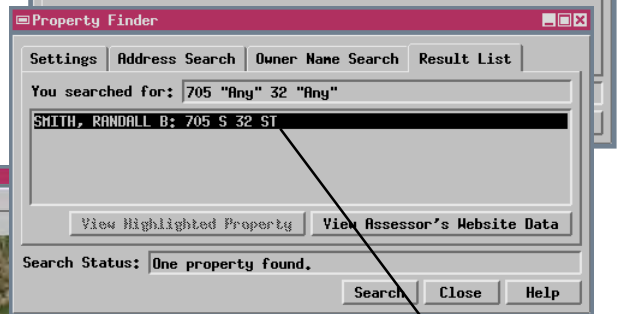 Property Finder
Settings Address Search Owner Name Search Result List
You searched for: 705 "Any" 32 "Any"
SMITH, RANDALL B: 705 S 32 ST
View Highlighted Property View Assessor's Website Data
Search Status: One property found.
Search Close Help